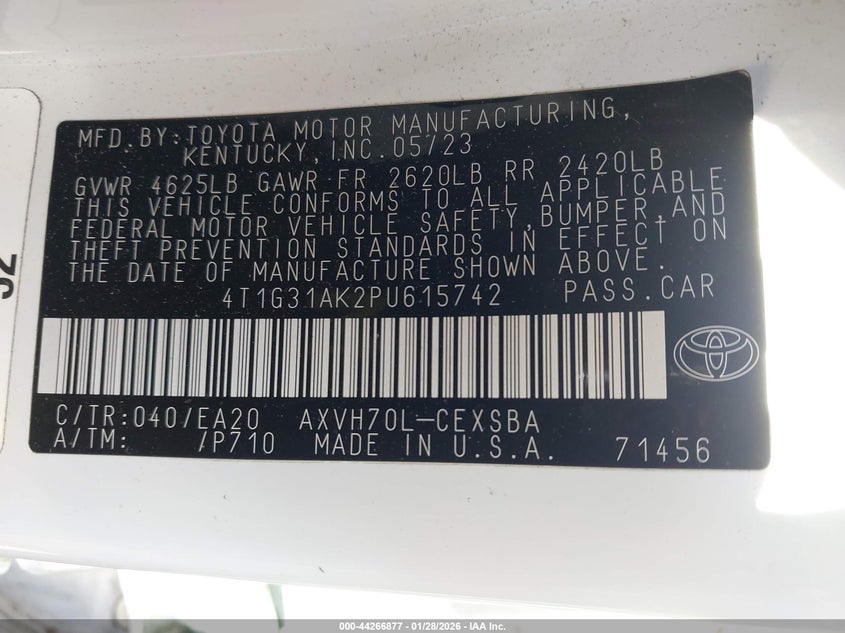 MFD. BY: TOYOTA MOTOR MANUFACTURING,
KENTUCKY, INC. 05/23
GVWR 4625LB GAWR FR 2620LB RR 2420LB
THIS VEHICLE CONFORMS TO ALL APPLICABLE
FEDERAL MOTOR VEHICLE SAFETY, BUMPER, AND
THEFT PREVENTION STANDARDS IN EFFECT ON
THE DATE OF MANUFACTURE SHOWN ABOVE.
4T1G31AK2PU615742 PASS. CAR
C/TR: 040/EA20 AXVH70L-CEXSBA
A/TM: /P710 MADE IN U.S.A. 71456
000-44266877 - 01/28/2026 - IAA Inc.